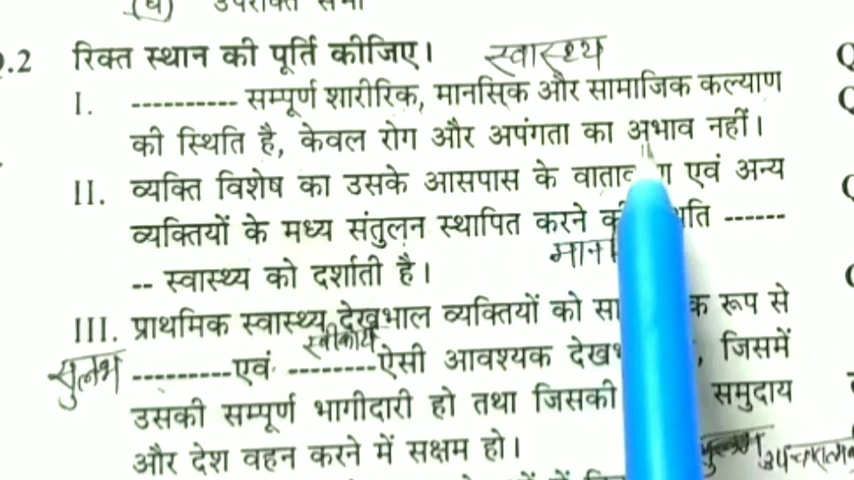 (घ) उपरोक्त सभी
.2 रिक्त स्थान की पूर्ति कीजिए। स्वास्थ्य
I. ---------- सम्पूर्ण शारीरिक, मानसिक और सामाजिक कल्याण
की स्थिति है, केवल रोग और अपंगता का अभाव नहीं।
II. व्यक्ति विशेष का उसके आसपास के एवं अन्य
व्यक्तियों के मध्य संतुलन स्थापित करने ------
-- स्वास्थ्य को दर्शाती है।
III. प्राथमिक स्वास्थ्य देखभाल व्यक्तियों को रूप से
स्वीकार्य
सुलभ ---------एवं --------ऐसी आवश्यक जिसमें
उसकी सम्पूर्ण भागीदारी हो तथा जिसकी समुदाय
और देश वहन करने में सक्षम हो।